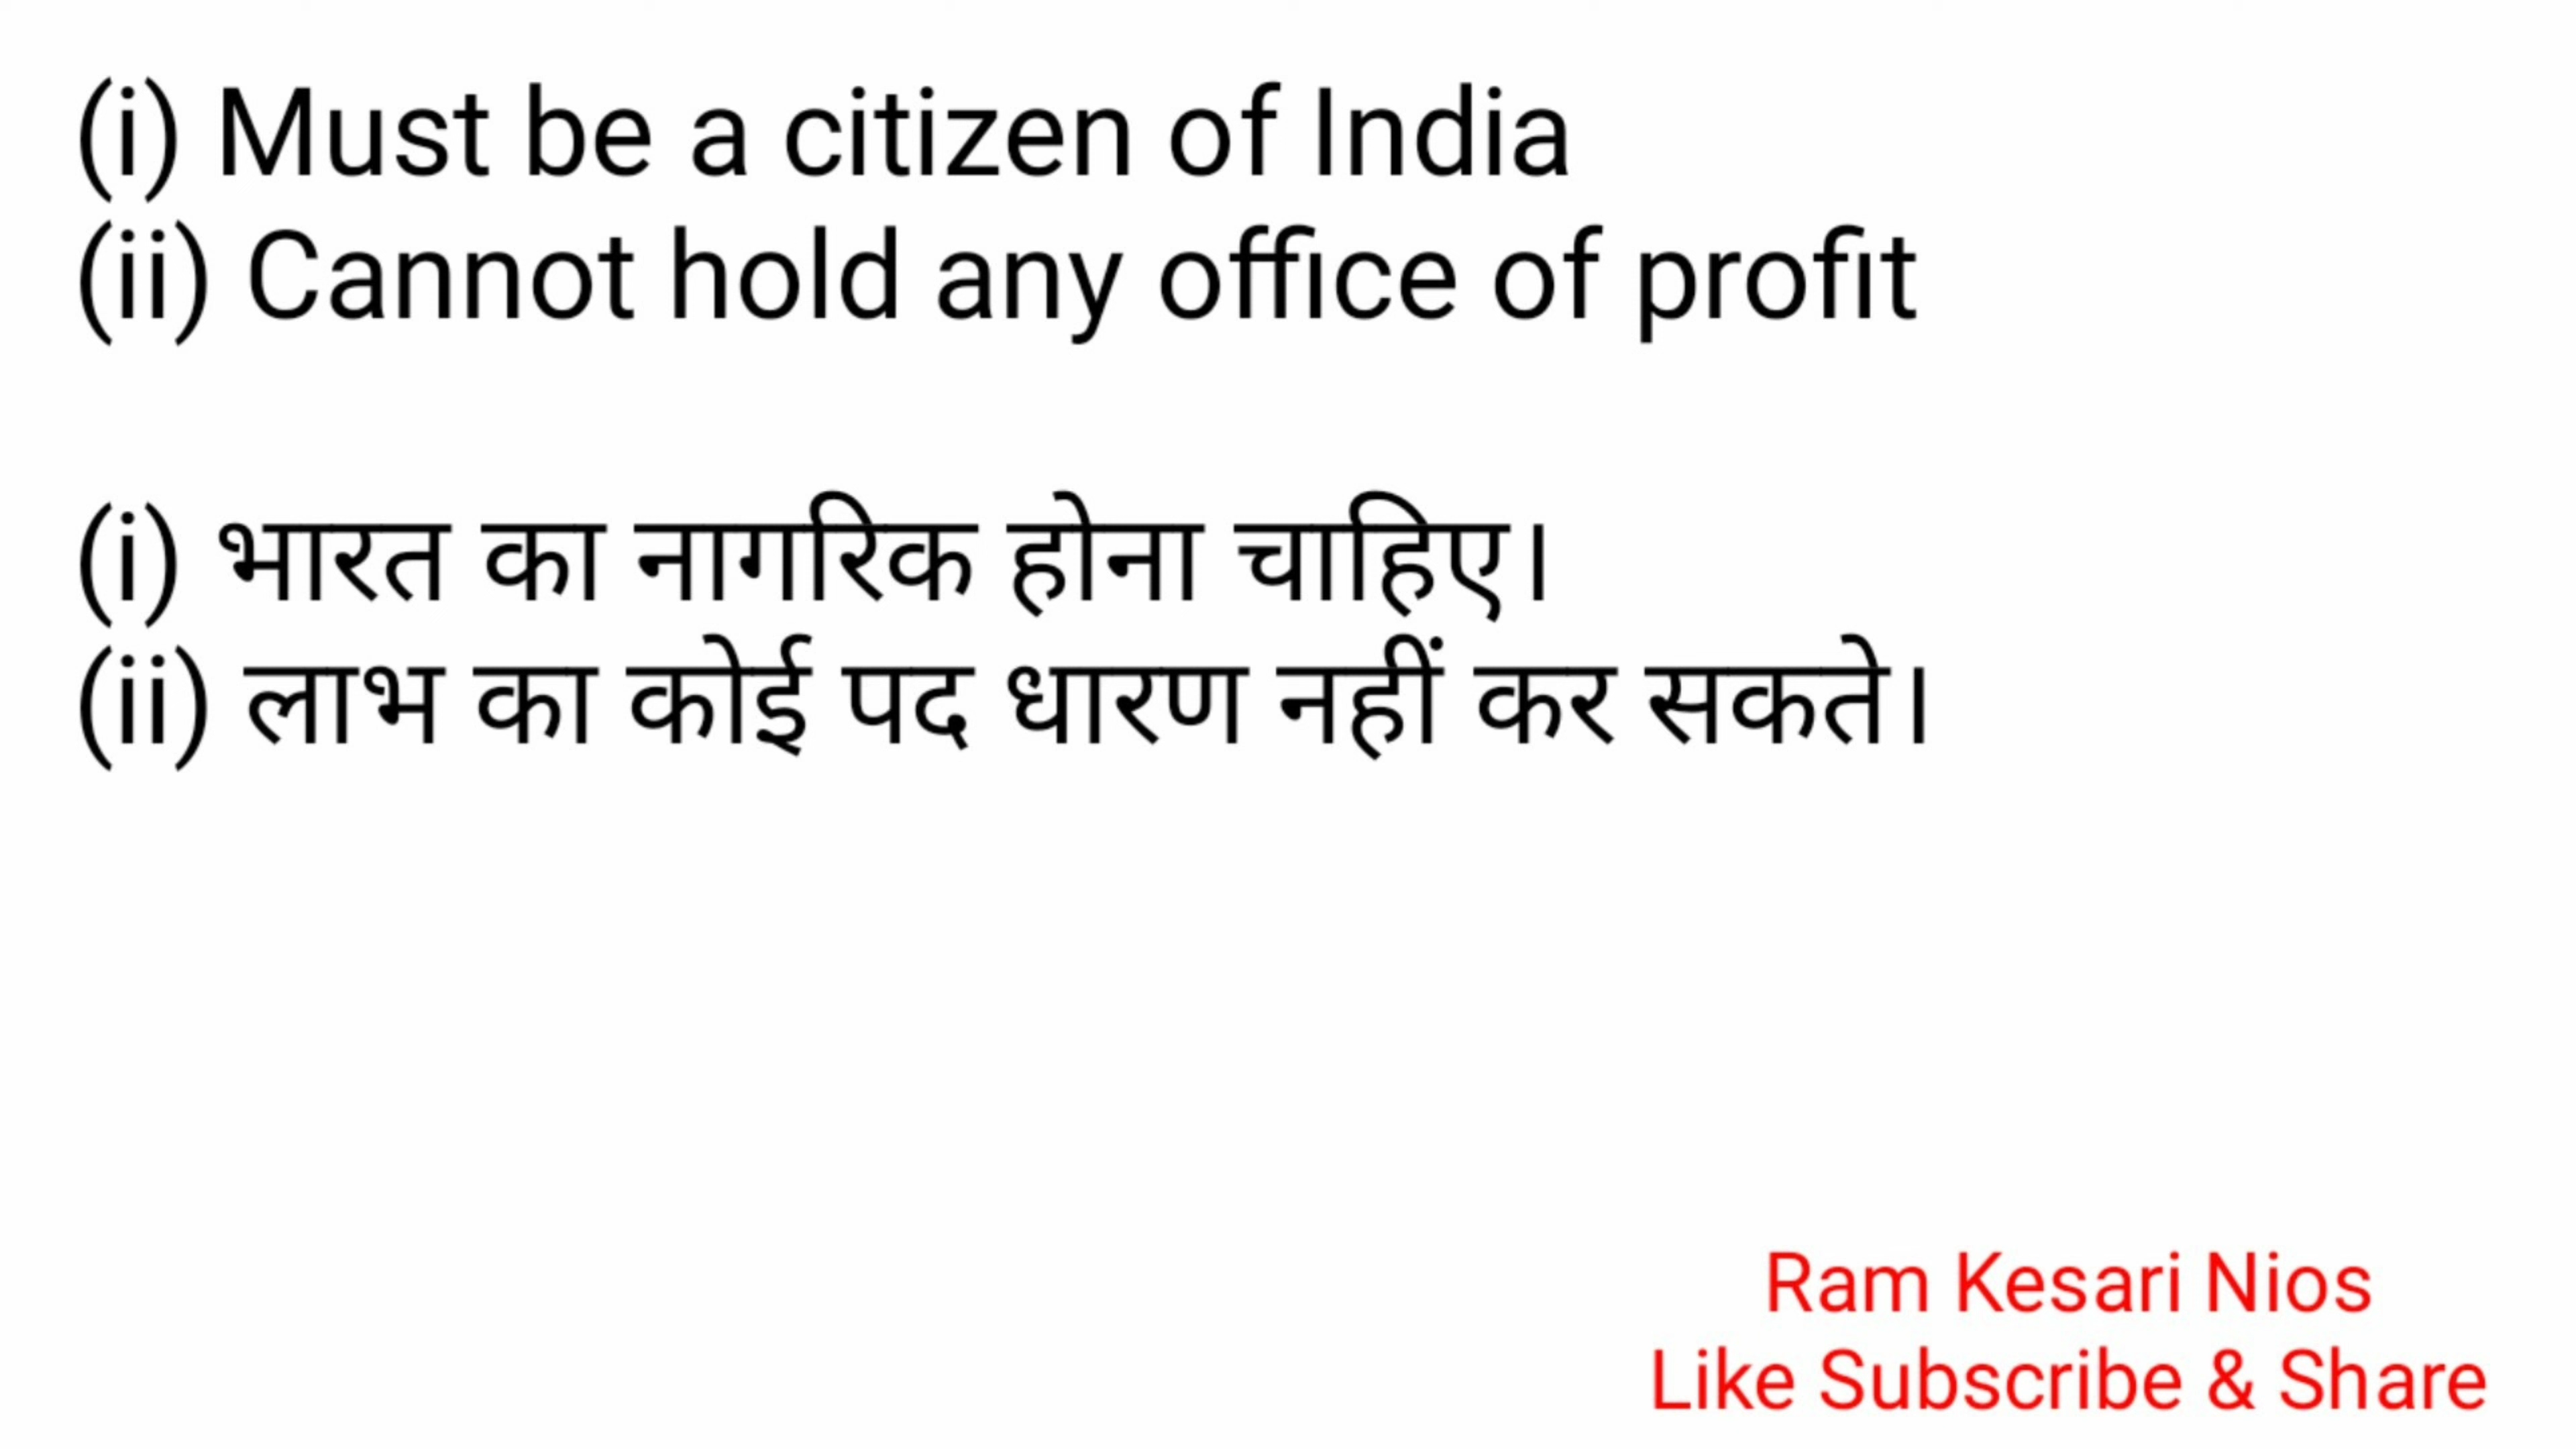 (i) Must be a citizen of India
(ii) Cannot hold any office of profit
(i) भारत का नागरिक होना चाहिए।
(ii) लाभ का कोई पद धारण नहीं कर सकते।
Ram Kesari Nios
Like Subscribe & Share